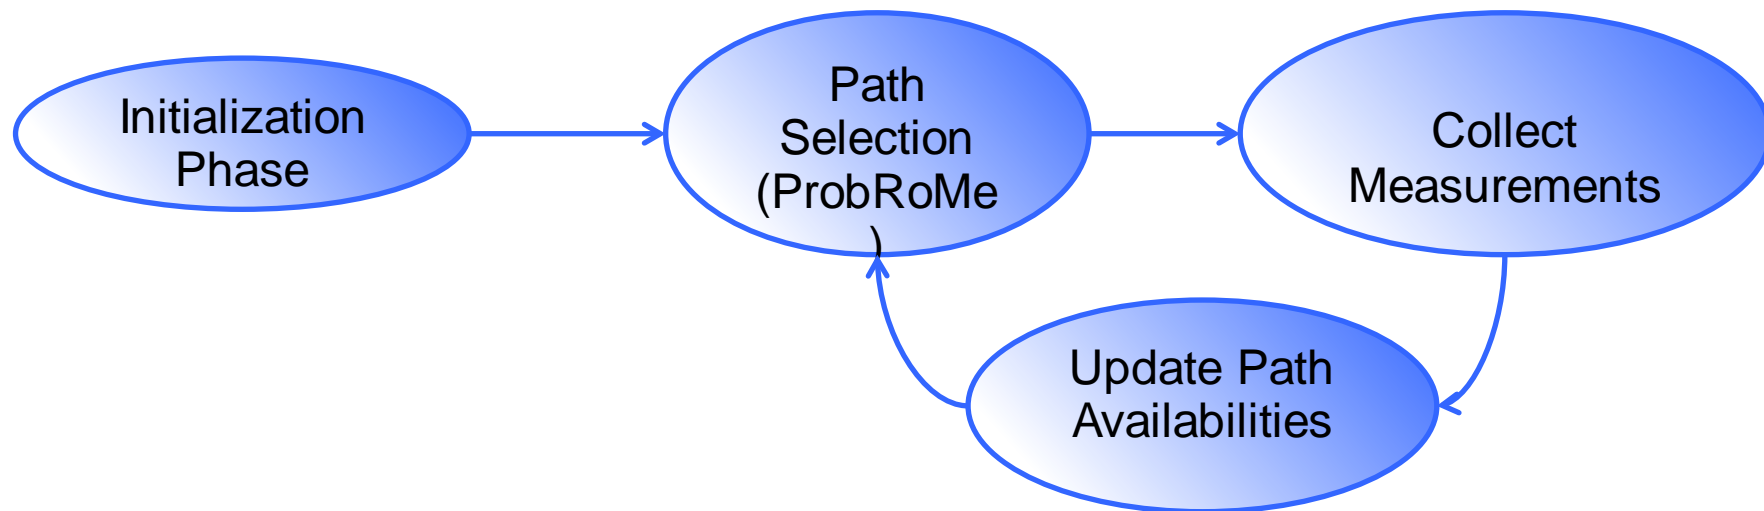 Initialization
Phase
Path
Selection
(ProbRoMe
)
Collect
Measurements
Update Path
Availabilities